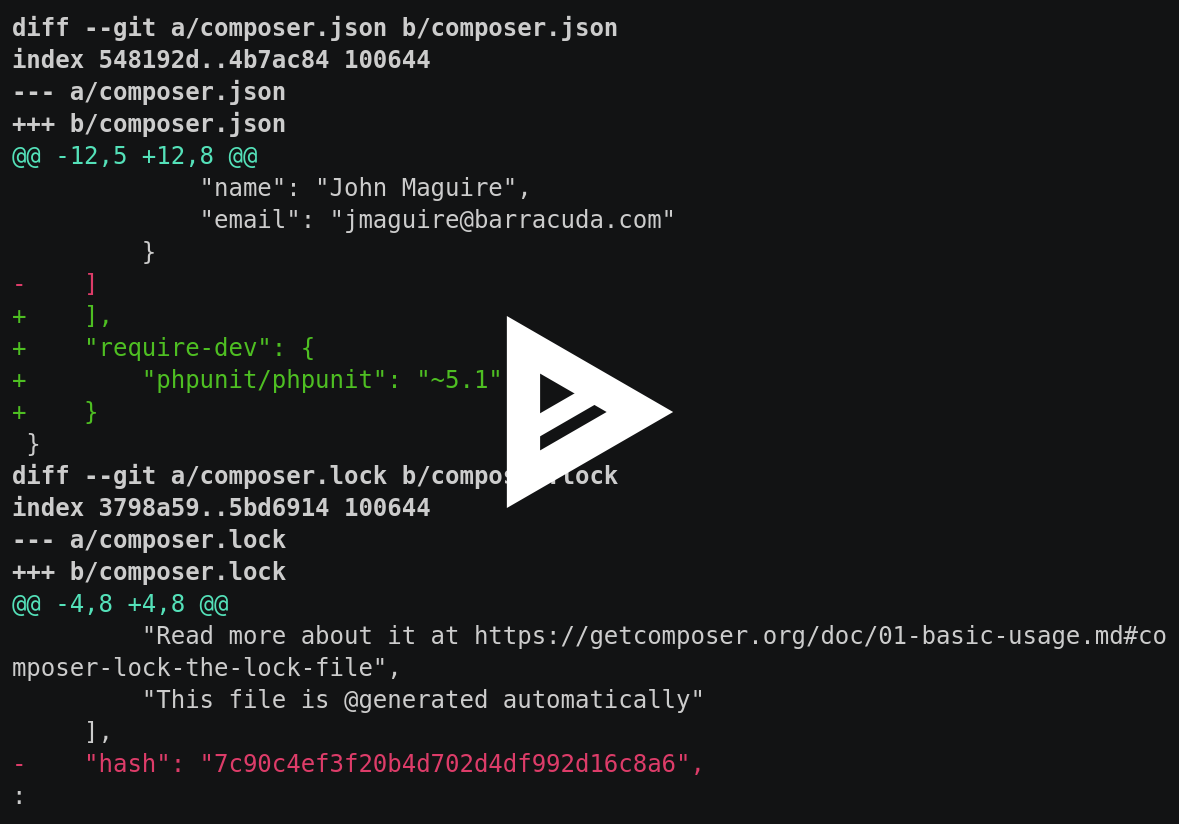 diff --git a/composer.json b/composer.json
index 548192d..4b7ac84 100644
--- a/composer.json
+++ b/composer.json
@@ -12,5 +12,8 @@
             "name": "John Maguire",
             "email": "jmaguire@barracuda.com"
         }
-    ]
+    ],
+    "require-dev": {
+        "phpunit/phpunit": "~5.1"
+    }
 }
diff --git a/composer.lock b/composer.lock
index 3798a59..5bd6914 100644
--- a/composer.lock
+++ b/composer.lock
@@ -4,8 +4,8 @@
         "Read more about it at https://getcomposer.org/doc/01-basic-usage.md#co
mposer-lock-the-lock-file",
         "This file is @generated automatically"
     ],
-    "hash": "7c90c4ef3f20b4d702d4df992d16c8a6",
: